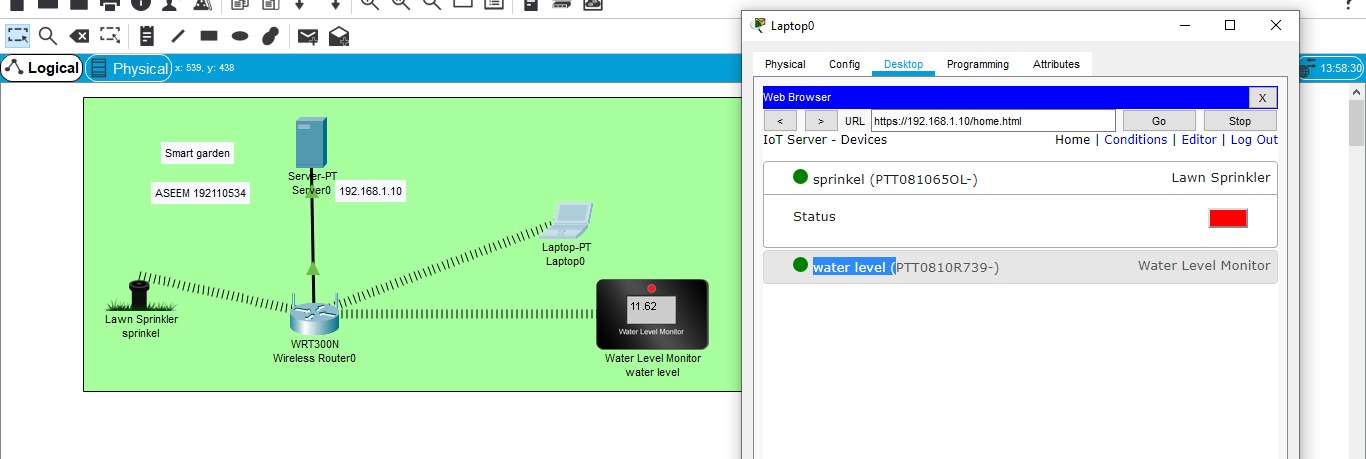 Laptop0
Logical
Physical
x: 539, y: 438
13:58:30
Physical Config Desktop Programming Attributes
Web Browser
X
< > URL https://192.168.1.10/home.html Go Stop
IoT Server - Devices
Home | Conditions | Editor | Log Out
sprinkel (PTT081065OL-)
Lawn Sprinkler
Status
water level (PTT0810R739-)
Water Level Monitor
Smart garden
ASEEM 192110534
Server-PT
Server0
192.168.1.10
Laptop-PT
Laptop0
Lawn Sprinkler
sprinkel
WRT300N
Wireless Router0
11.62
Water Level Monitor
Water Level Monitor
water level